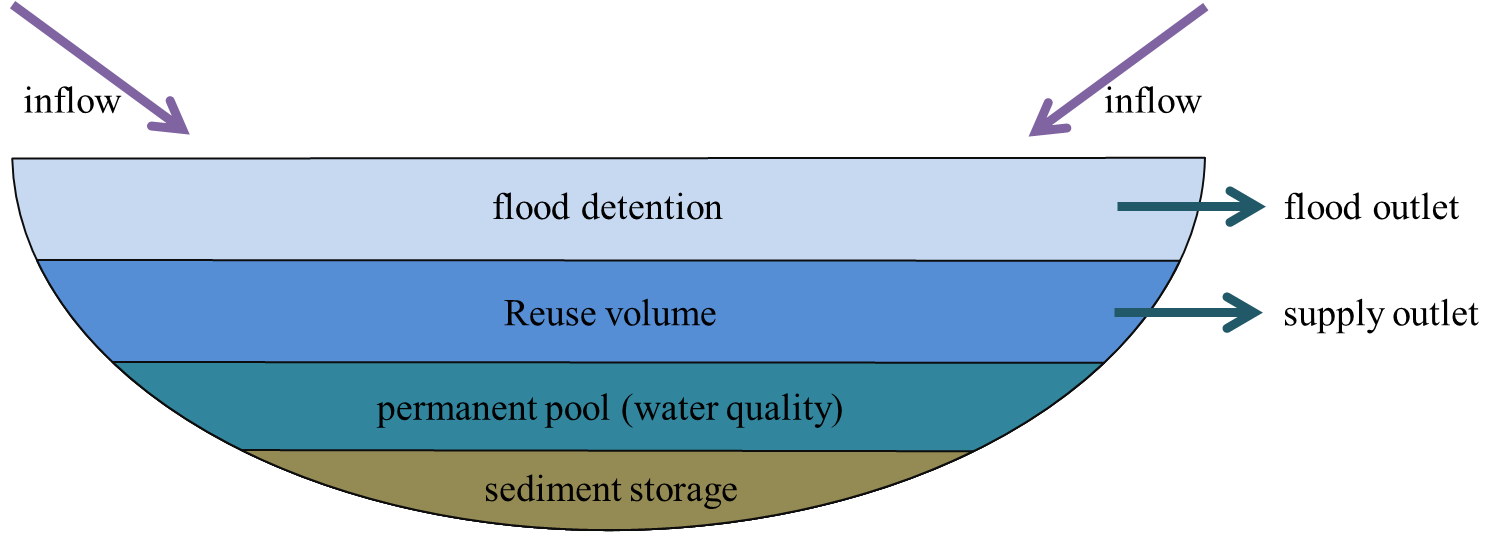 inflow
inflow
flood detention
flood outlet
Reuse volume
supply outlet
permanent pool (water quality)
sediment storage